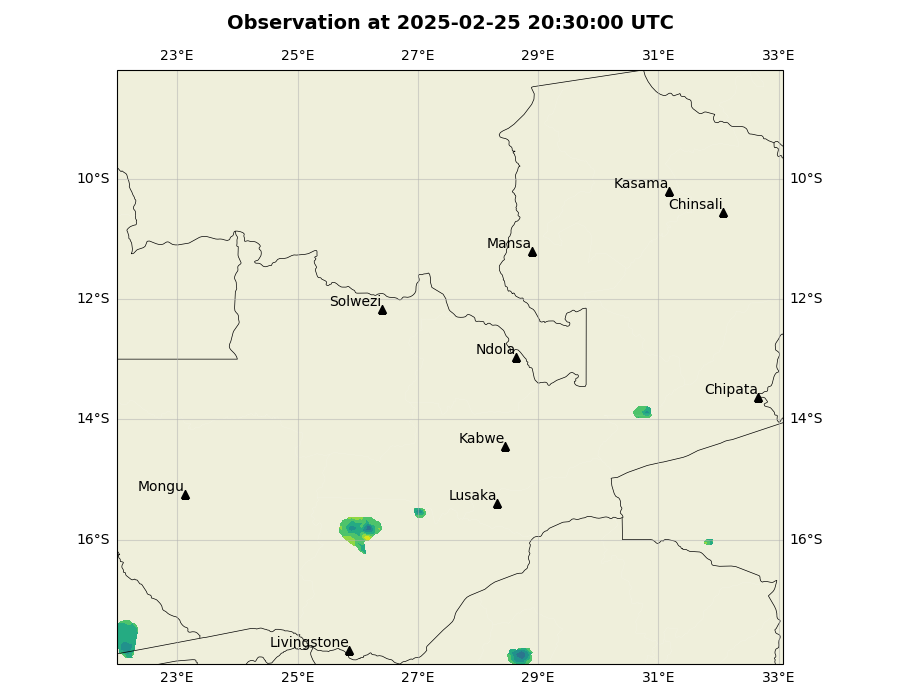 Observation at 2025-02-25 20:30:00 UTC
23°E 25°E 27°E 29°E 31°E 33°E
10°S 10°S
Kasama
Chinsali
Mansa
12°S 12°S
Solwezi
Ndola
Chipata
14°S 14°S
Kabwe
Mongu
Lusaka
16°S 16°S
Livingstone
23°E 25°E 27°E 29°E 31°E 33°E